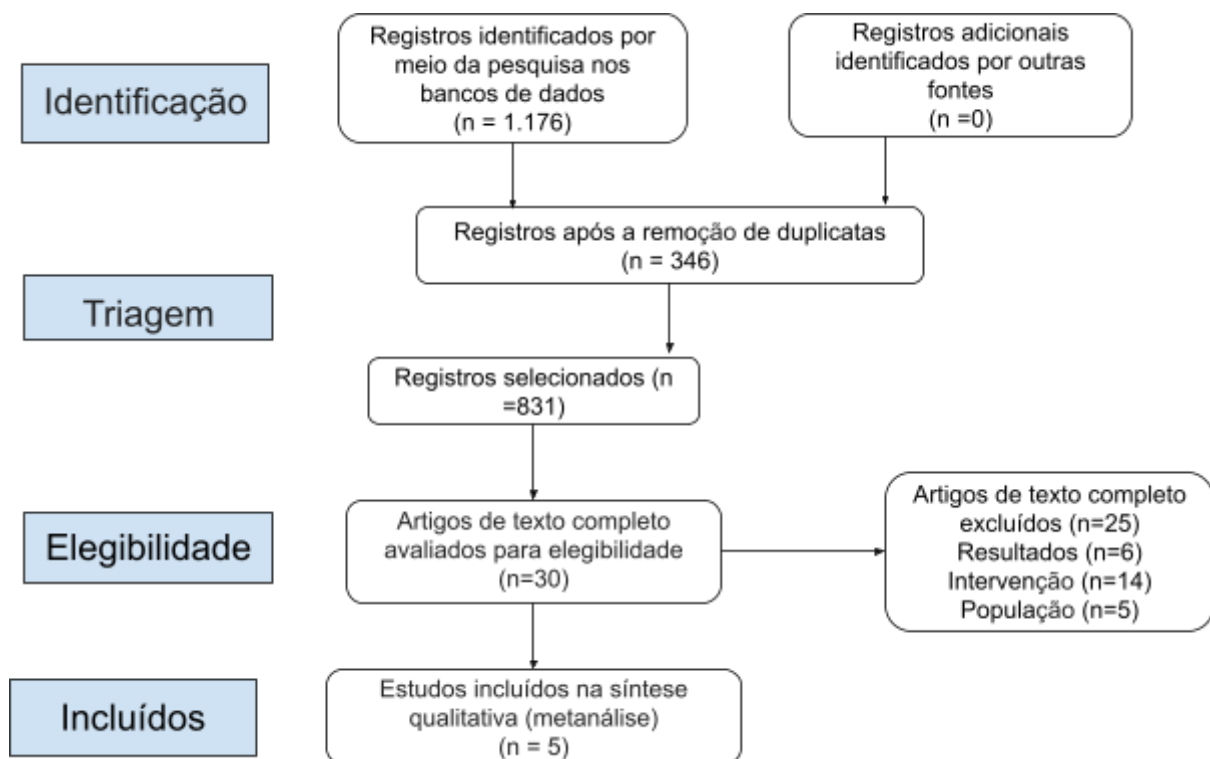 Identificação
Registros identificados por
meio da pesquisa nos
bancos de dados
(n = 1.176)
Registros adicionais
identificados por outras
fontes
(n =0)
Registros após a remoção de duplicatas
(n = 346)
Triagem
Registros selecionados (n
=831)
Elegibilidade
Artigos de texto completo
avaliados para elegibilidade
(n=30)
Artigos de texto completo
excluídos (n=25)
Resultados (n=6)
Intervenção (n=14)
População (n=5)
Incluídos
Estudos incluídos na síntese
qualitativa (metanálise)
(n = 5)